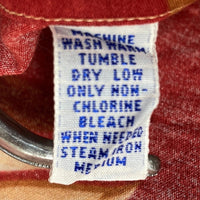 MACHINE
WASH WARM
TUMBLE
DRY LOW
ONLY NON-
CHLORINE
BLEACH
WHEN NEEDED
STEAM IRON
MEDIUM